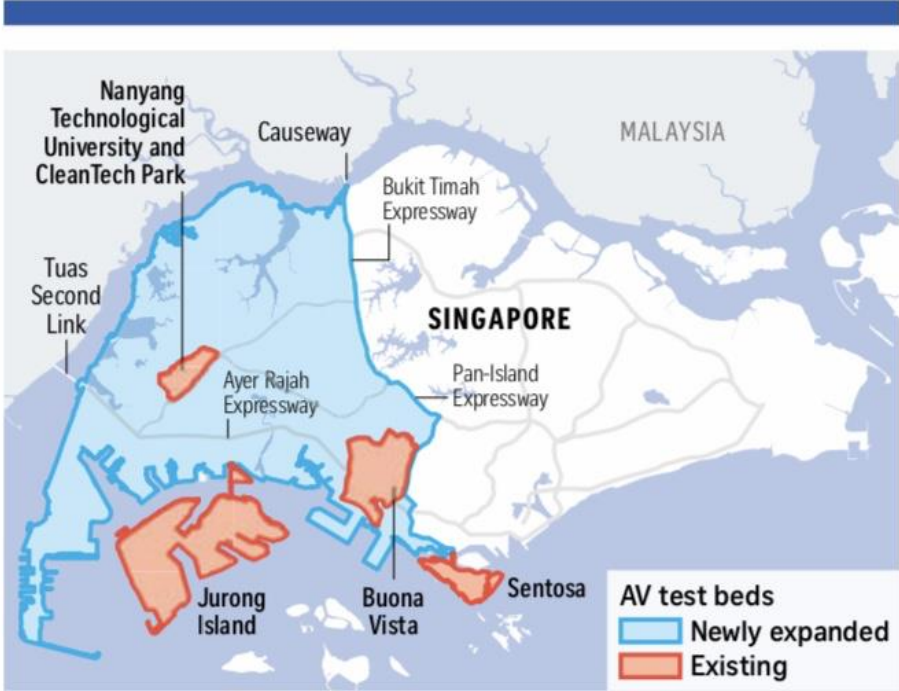 Nanyang
Technological
University and
CleanTech Park
Causeway
MALAYSIA
Bukit Timah
Expressway
Tuas
Second
Link
SINGAPORE
Ayer Rajah
Expressway
Pan-Island
Expressway
Jurong
Island
Buona
Vista
Sentosa
AV test beds
Newly expanded
Existing